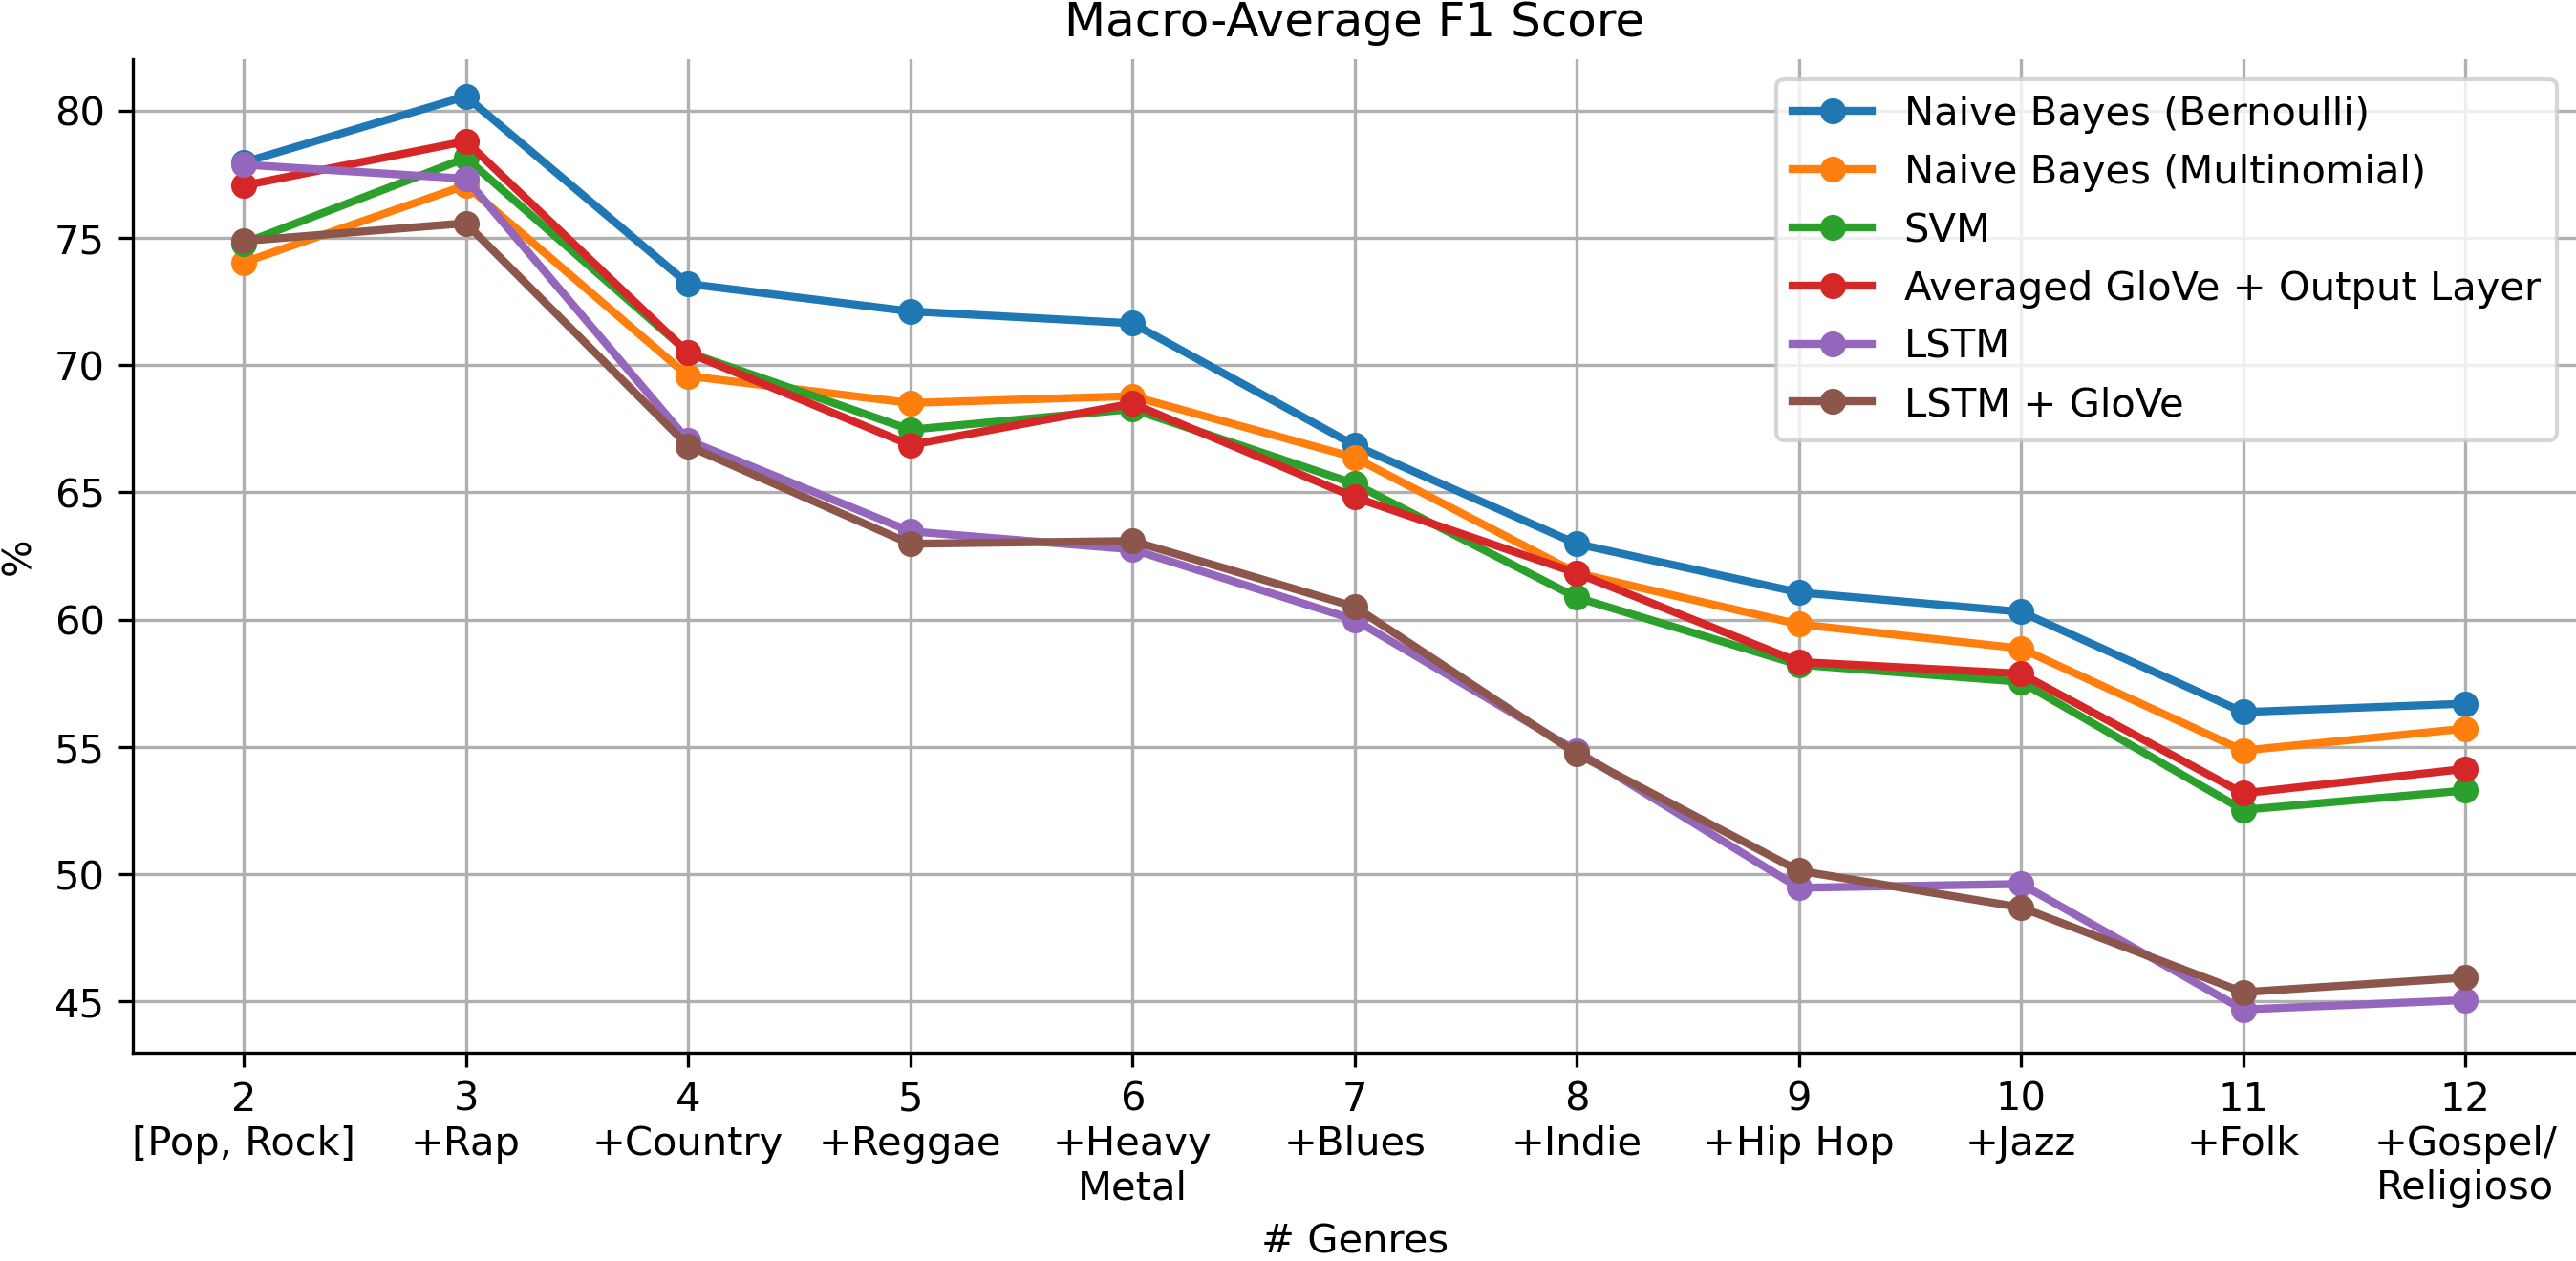 Macro-Average F1 Score
80
75
70
65
60
55
50
45
%
Naive Bayes (Bernoulli)
Naive Bayes (Multinomial)
SVM
Averaged GloVe + Output Layer
LSTM
LSTM + GloVe
2 3 4 5 6 7 8 9 10 11 12
[Pop, Rock] +Rap +Country +Reggae +Heavy +Blues +Indie +Hip Hop +Jazz +Folk +Gospel/
Metal Religioso
# Genres